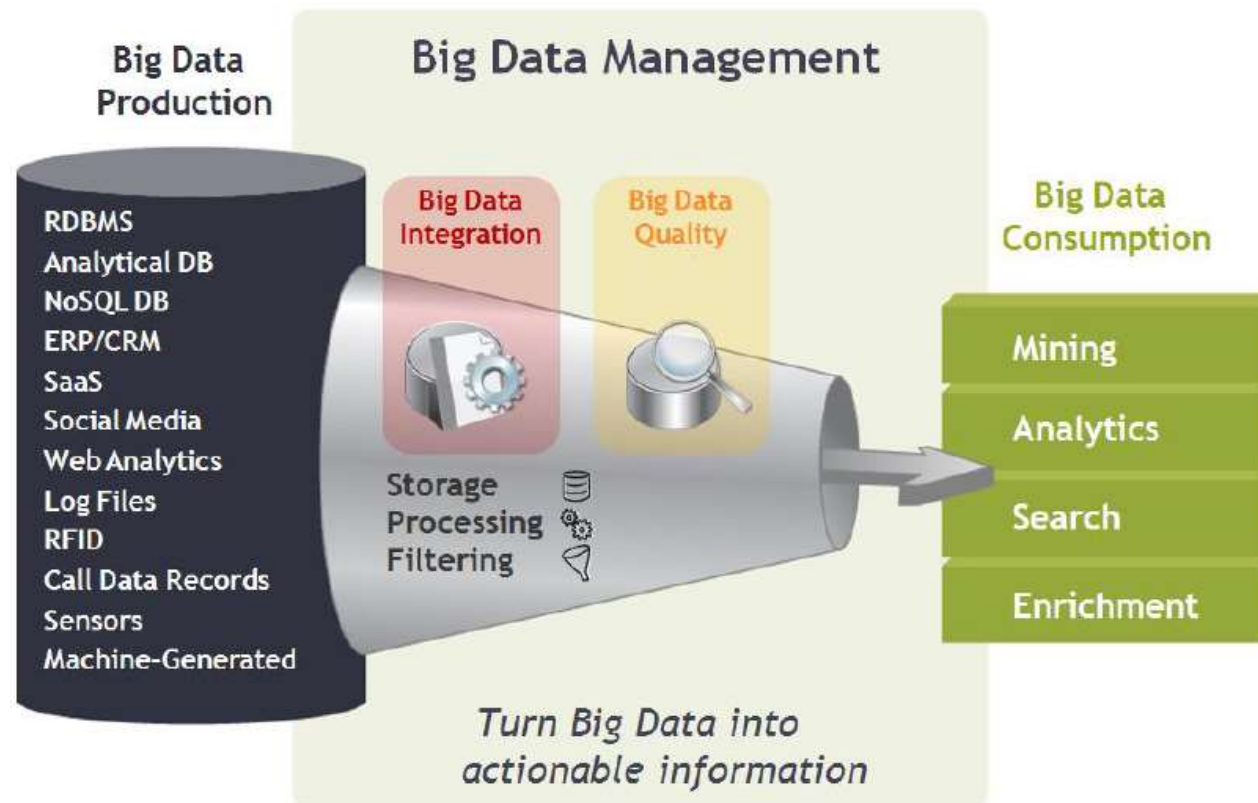 Big Data
Production
RDBMS
Analytical DB
NoSQL DB
ERP/CRM
SaaS
Social Media
Web Analytics
Log Files
RFID
Call Data Records
Sensors
Machine-Generated
Big Data Management
Big Data
Integration
Big Data
Quality
Storage
Processing
Filtering
Turn Big Data into
actionable information
Big Data
Consumption
Mining
Analytics
Search
Enrichment